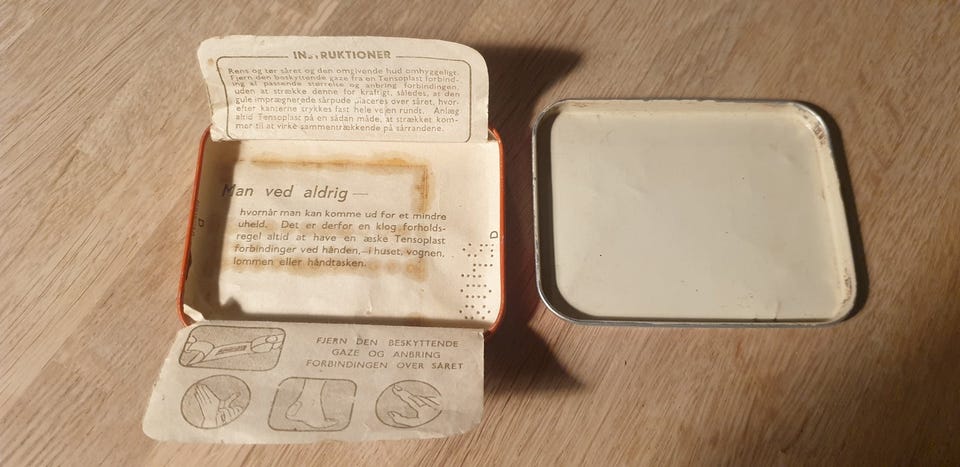 INSTRUKTIONER
Rens og tør såret og den omgivende hud omhyggeligt.
Fjern den beskyttende gaze fra en Tensoplast forbind-
ing af passende størrelse og anbring forbindingen,
uden at strække denne for kraftigt, således, at den
gule imprægnerede sårpude placeres over såret, hvor-
efter kanterne trykkes fast hele vejen rundt. Anlæg
altid Tensoplast på en sådan måde, at strækket kom-
mer til at virke sammentrækkende på sårrandene.
Man ved aldrig—
hvornår man kan komme ud for et mindre
uheld. Det er derfor en klog forholds-
regel altid at have en æske Tensoplast
forbindinger ved hånden,—i huset, vognen,
lommen eller håndtasken.
FJERN DEN BESKYTTENDE
GAZE OG ANBRING
FORBINDINGEN OVER SÅRET